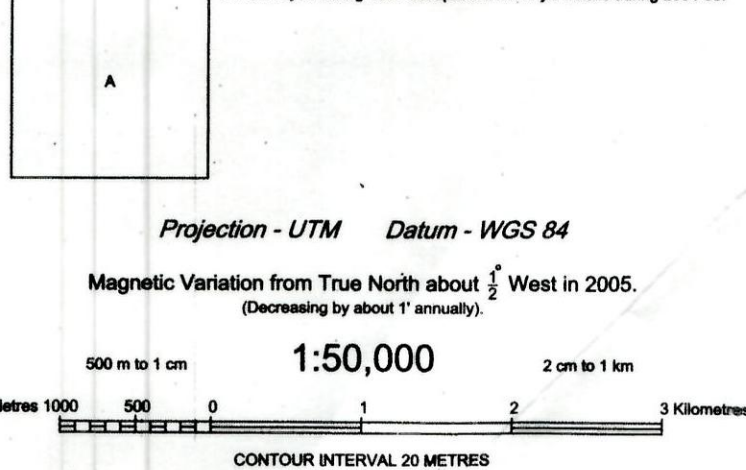 A
Projection - UTM Datum - WGS 84
Magnetic Variation from True North about 1/2° West in 2005.
(Decreasing by about 1' annually).
500 m to 1 cm 1:50,000 2 cm to 1 km
1000 500 0 1 2 3 Kilometres
CONTOUR INTERVAL 20 METRES